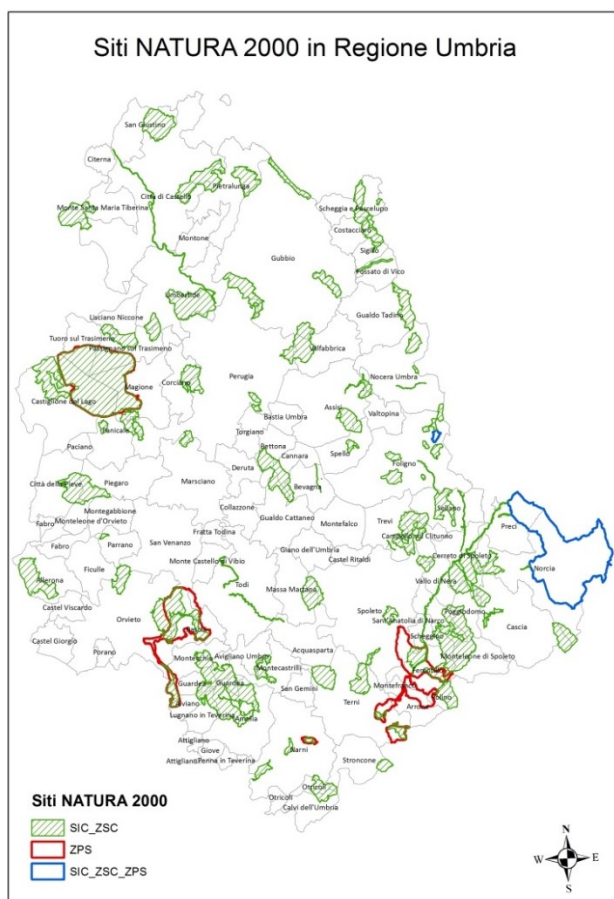 Siti NATURA 2000 in Regione Umbria
San Giustino
Citerna
Città di Castello
Pietralunga
Monte Santa Maria Tiberina
Scheggia e Pascelupo
Costacciaro
Montone
Sigillo
Gubbio
Fossato di Vico
Umbertide
Gualdo Tadino
Lisciano Niccone
Tuoro sul Trasimeno
Passignano sul Trasimeno
Valfabbrica
Magione
Corciano
Perugia
Nocera Umbra
Castiglione del Lago
Assisi
Valtopina
Bastia Umbra
Torgiano
Panicale
Bettona
Spello
Paciano
Cannara
Foligno
Deruta
Città della Pieve
Piegaro
Marsciano
Bevagna
Sellano
Collazzone
Montegabbione
Gualdo Cattaneo
Montefalco
Trevi
Preci
Fabro
Monteleone d'Orvieto
Fratta Todina
Campello sul Clitunno
Fabro
Parrano
San Venanzo
Giano dell'Umbria
Cerreto di Spoleto
Monte Castello di Vibio
Castel Ritaldi
Norcia
Allerona
Ficulle
Todi
Massa Martana
Vallo di Nera
Castel Viscardo
Orvieto
Spoleto
Poggiodomo
Sant'Anatolia di Narco
Cascia
Castel Giorgio
Porano
Baschi
Scheggino
Acquasparta
Montecchio
Avigliano Umbro
Monteleone di Spoleto
Montecastrilli
Ferentillo
Guardea
Guardea
San Gemini
Terni
Montefranco
Polino
Alviano
Arrone
Lugnano in Teverina
Amelia
Attigliano
Giove
Narni
Stroncone
Attigliano
Penna in Teverina
Otricoli
Otricoli
Calvi dell'Umbria
Siti NATURA 2000
SIC_ZSC
ZPS
SIC_ZSC_ZPS
N
W
E
S